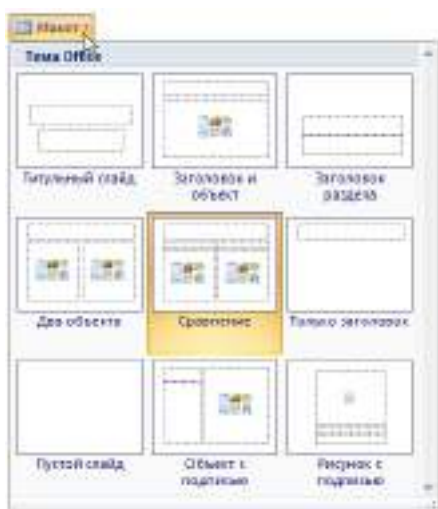 Макет
Тема Office
Титульный слайд
Заголовок и
объект
Заголовок
раздела
Два объекта
Сравнение
Только заголовок
Пустой слайд
Объект с
подписью
Рисунок с
подписью